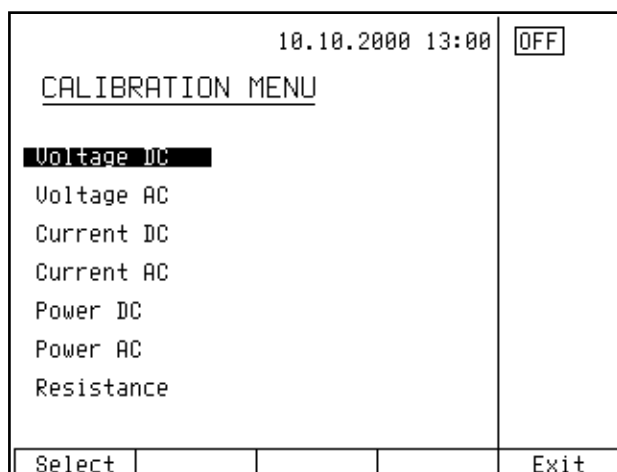 10.10.2000 13:00 OFF
CALIBRATION MENU
Voltage DC
Voltage AC
Current DC
Current AC
Power DC
Power AC
Resistance
Select Exit